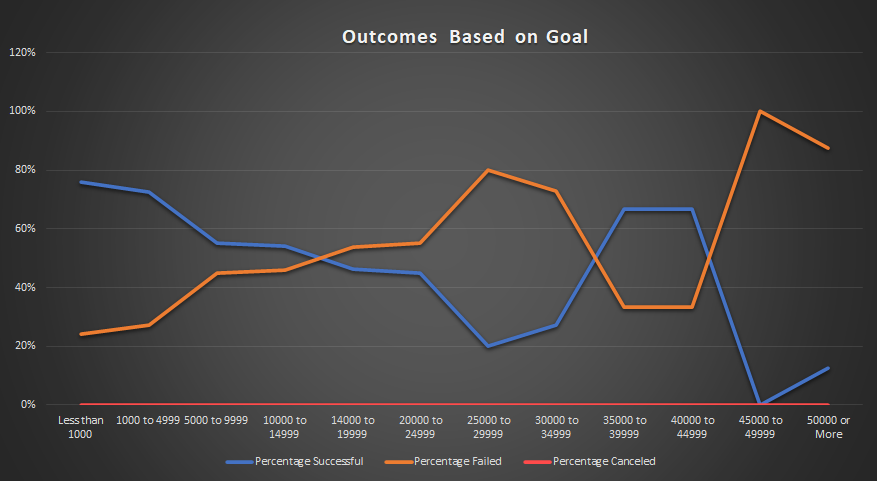 Outcomes Based on Goal
120%
100%
80%
60%
40%
20%
0%
Less than
1000
1000 to 4999
5000 to 9999
10000 to
14999
14000 to
19999
20000 to
24999
25000 to
29999
30000 to
34999
35000 to
39999
40000 to
44999
45000 to
49999
50000 or
More
Percentage Successful
Percentage Failed
Percentage Canceled